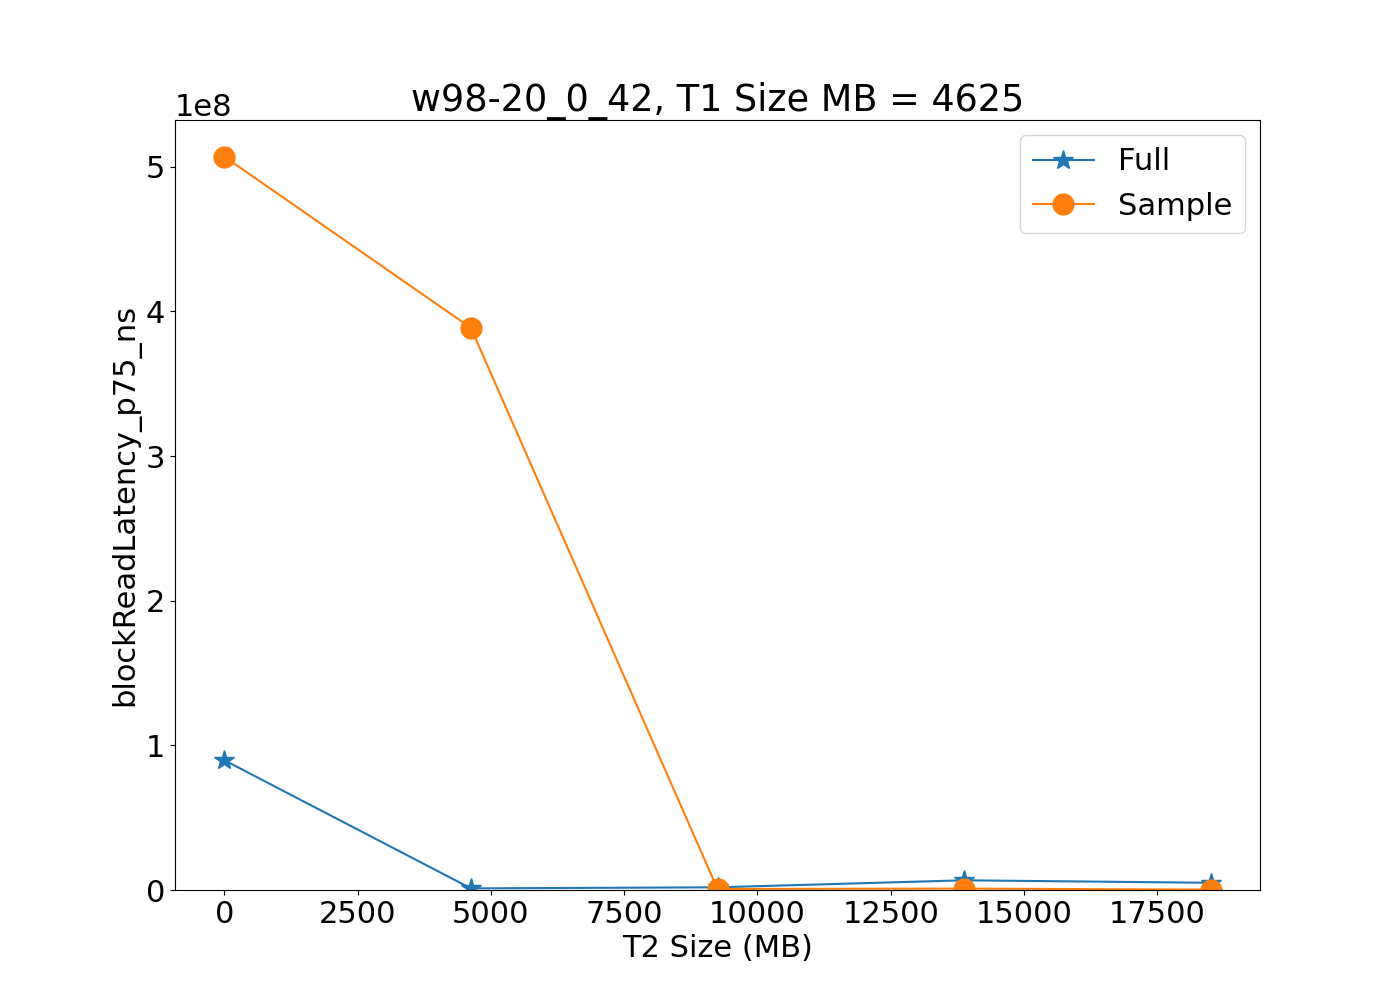 w98-20_0_42, T1 Size MB = 4625
1e8
Full
Sample
5
4
3
2
1
0
blockReadLatency_p75_ns
0 2500 5000 7500 10000 12500 15000 17500
T2 Size (MB)